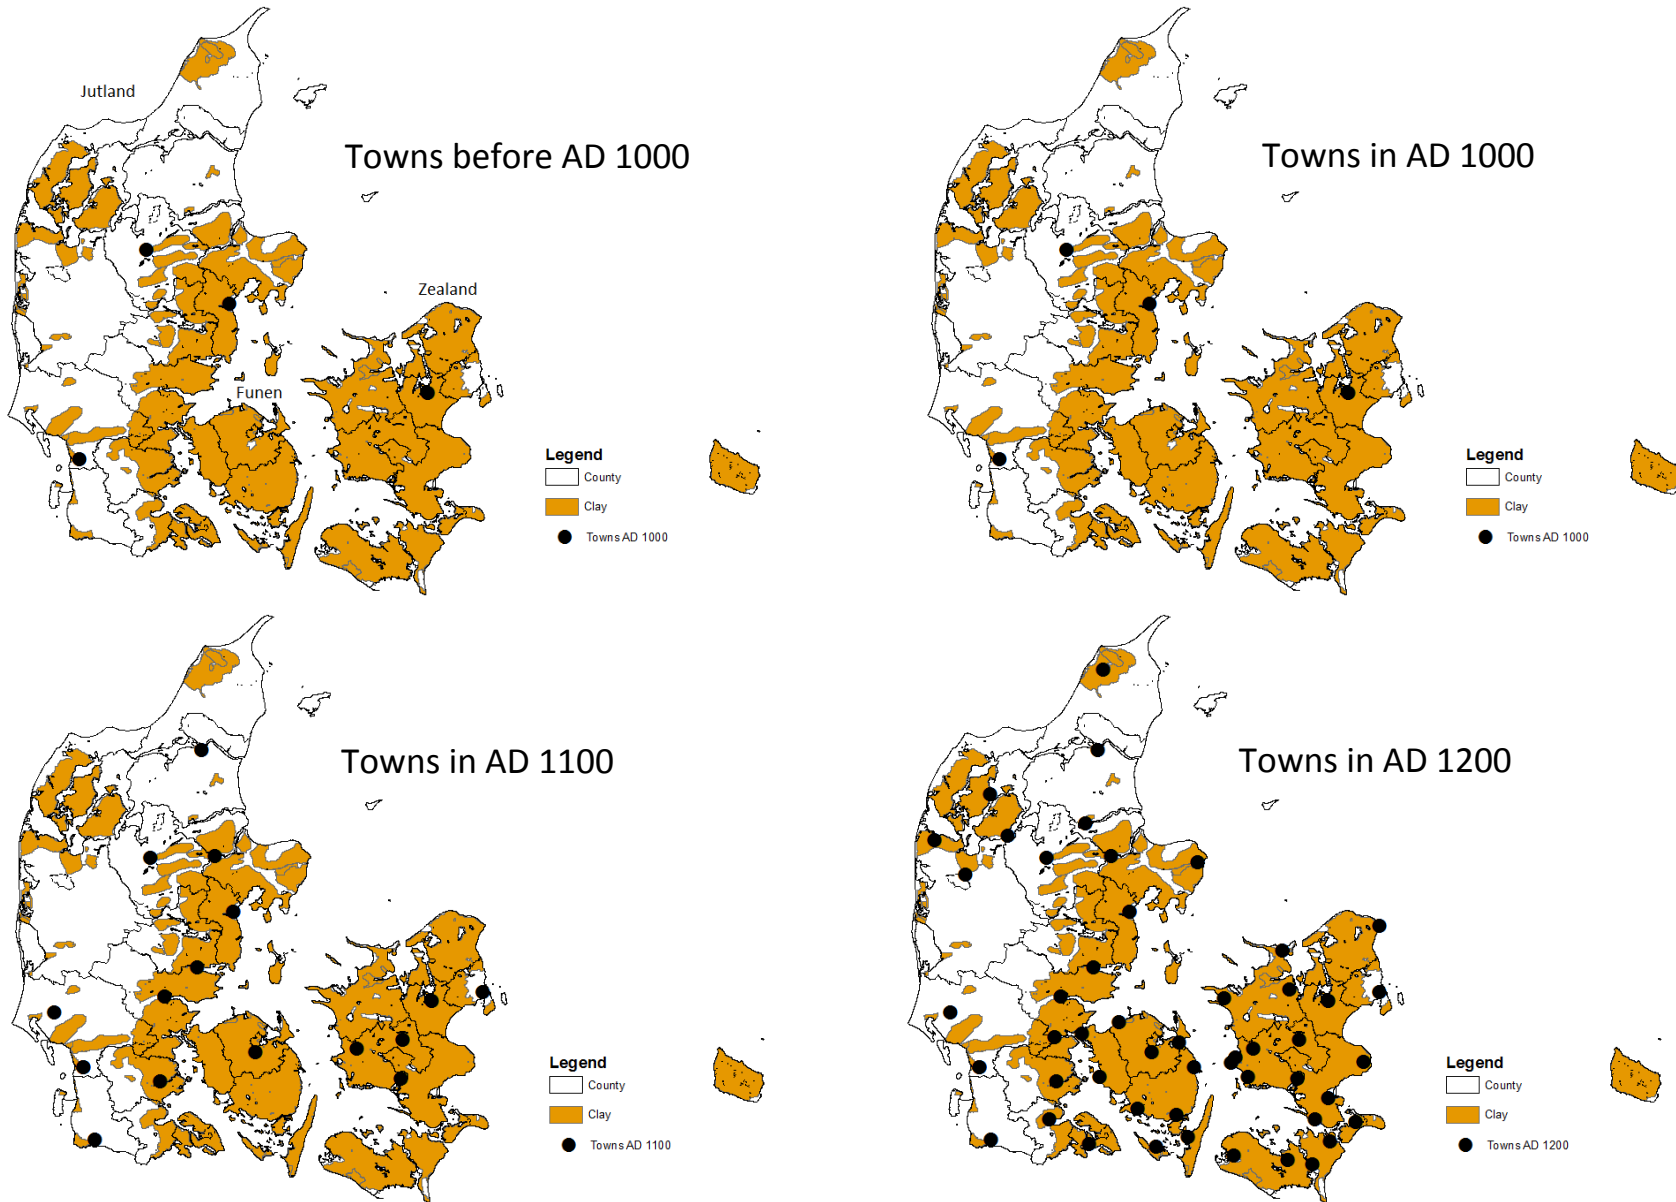 Jutland
Towns before AD 1000
Zealand
Funen
Legend
County
Clay
Towns AD 1000
Towns in AD 1000
Legend
County
Clay
Towns AD 1000
Towns in AD 1100
Legend
County
Clay
Towns AD 1100
Towns in AD 1200
Legend
County
Clay
Towns AD 1200